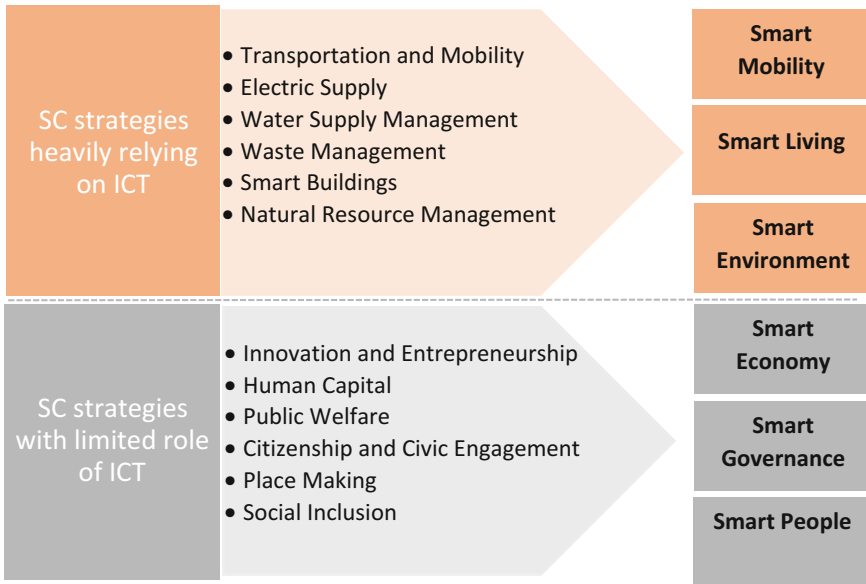 SC strategies
heavily relying
on ICT
• Transportation and Mobility
• Electric Supply
• Water Supply Management
• Waste Management
• Smart Buildings
• Natural Resource Management
Smart
Mobility
Smart Living
Smart
Environment
SC strategies
with limited role
of ICT
• Innovation and Entrepreneurship
• Human Capital
• Public Welfare
• Citizenship and Civic Engagement
• Place Making
• Social Inclusion
Smart
Economy
Smart
Governance
Smart People